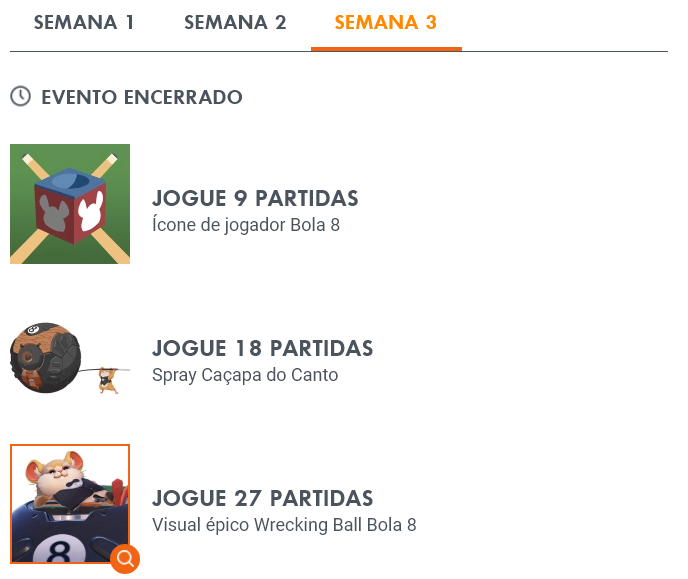 SEMANA 1 SEMANA 2 SEMANA 3
EVENTO ENCERRADO
JOGUE 9 PARTIDAS
Ícone de jogador Bola 8
JOGUE 18 PARTIDAS
Spray Caçapa do Canto
JOGUE 27 PARTIDAS
Visual épico Wrecking Ball Bola 8
8